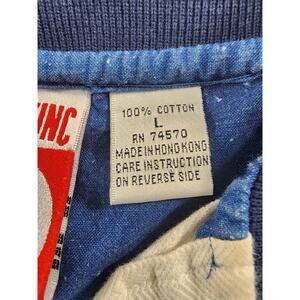 INC
100% COTTON
L
RN 74570
MADE IN HONG KONG
CARE INSTRUCTION
ON REVERSE SIDE